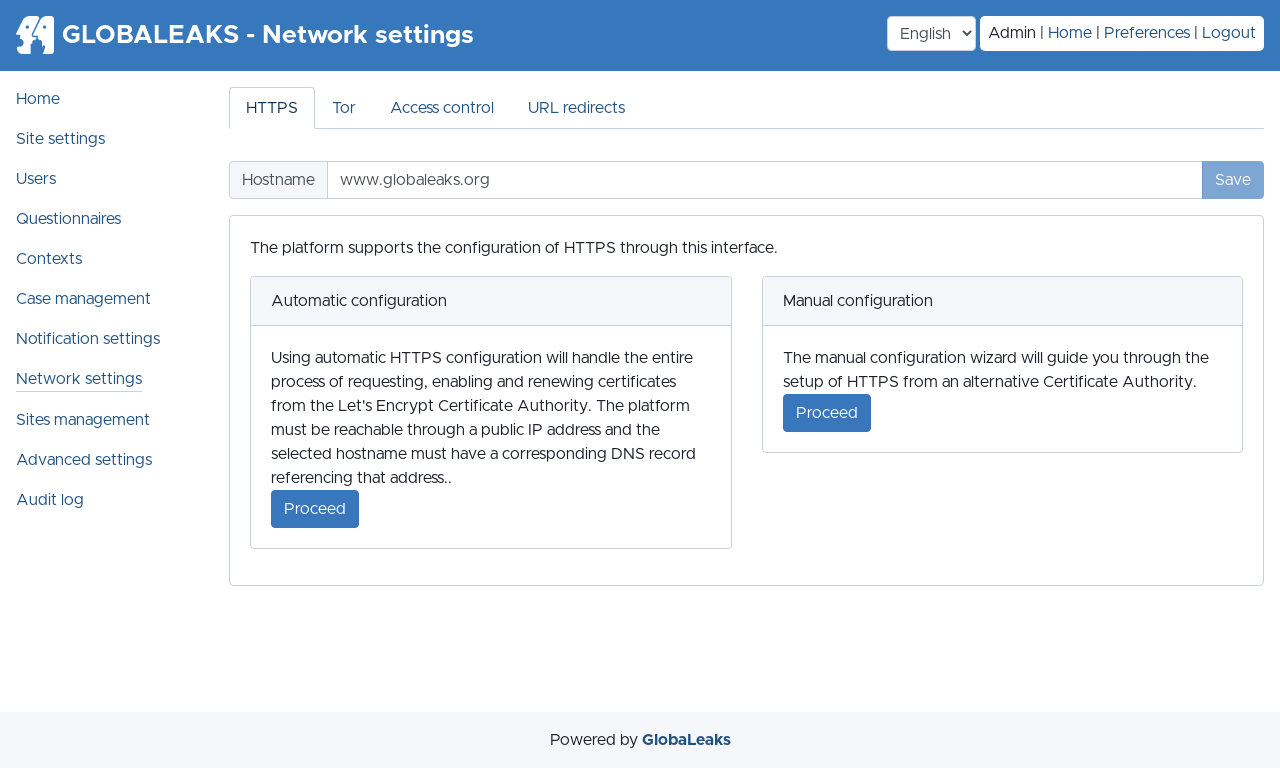 GLOBALEAKS - Network settings
English
Admin | Home | Preferences | Logout
Home
Site settings
Users
Questionnaires
Contexts
Case management
Notification settings
Network settings
Sites management
Advanced settings
Audit log
HTTPS
Tor
Access control
URL redirects
Hostname
www.globaleaks.org
Save
The platform supports the configuration of HTTPS through this interface.
Automatic configuration
Using automatic HTTPS configuration will handle the entire
process of requesting, enabling and renewing certificates
from the Let's Encrypt Certificate Authority. The platform
must be reachable through a public IP address and the
selected hostname must have a corresponding DNS record
referencing that address..
Proceed
Manual configuration
The manual configuration wizard will guide you through the
setup of HTTPS from an alternative Certificate Authority.
Proceed
Powered by GlobaLeaks